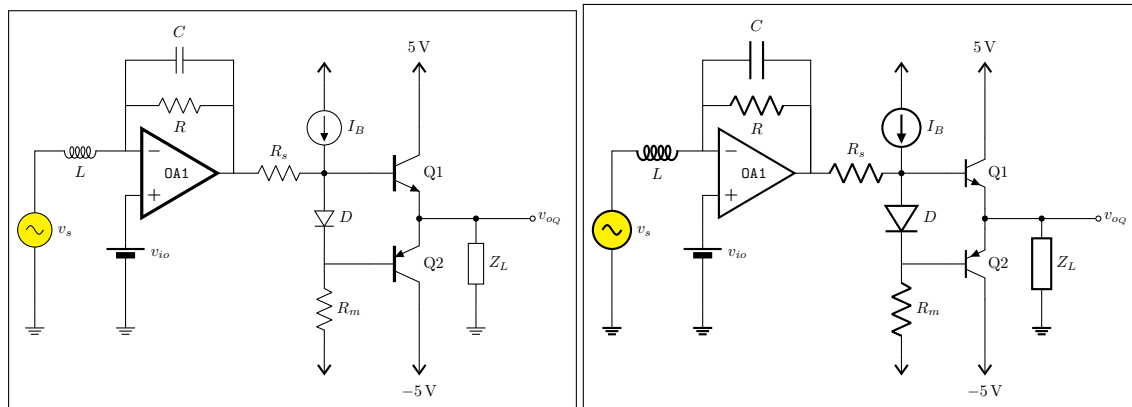 C
R
L
v_s
OA1
−
+
v_io
R_s
I_B
D
R_m
5 V
Q1
Q2
v_oQ
Z_L
−5 V
C
R
L
v_s
OA1
−
+
v_io
R_s
I_B
D
R_m
5 V
Q1
Q2
v_oQ
Z_L
−5 V